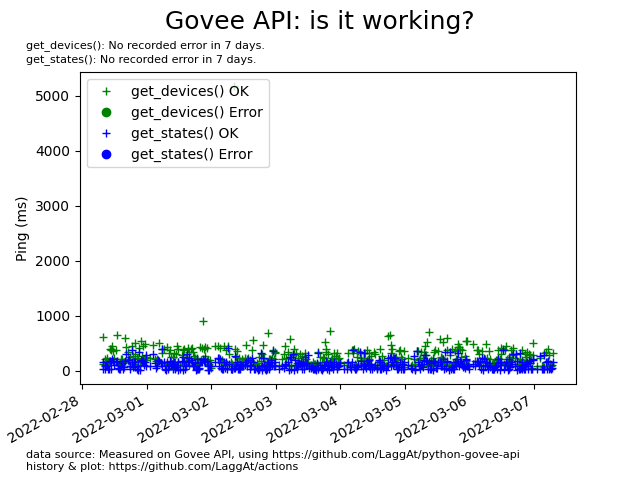 Govee API: is it working?
get_devices(): No recorded error in 7 days.
get_states(): No recorded error in 7 days.
get_devices() OK
get_devices() Error
get_states() OK
get_states() Error
Ping (ms)
5000
4000
3000
2000
1000
0
2022-02-28
2022-03-01
2022-03-02
2022-03-03
2022-03-04
2022-03-05
2022-03-06
2022-03-07
data source: Measured on Govee API, using https://github.com/LaggAt/python-govee-api
history & plot: https://github.com/LaggAt/actions